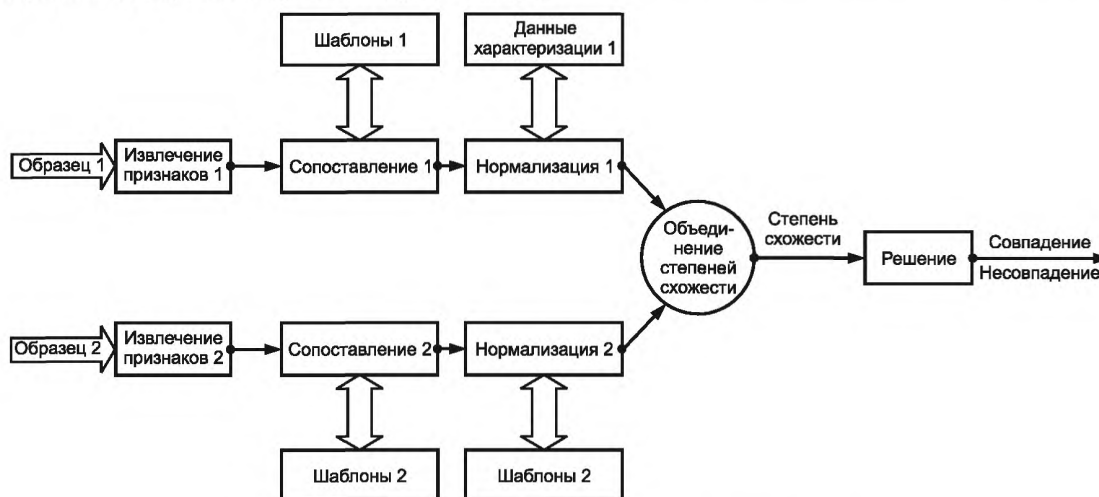 Шаблоны 1
Данные
характеризации 1
Образец 1
Извлечение
признаков 1
Сопоставление 1
Нормализация 1
Объеди-
нение
степеней
схожести
Степень
схожести
Решение
Совпадение
Несовпадение
Образец 2
Извлечение
признаков 2
Сопоставление 2
Нормализация 2
Шаблоны 2
Шаблоны 2